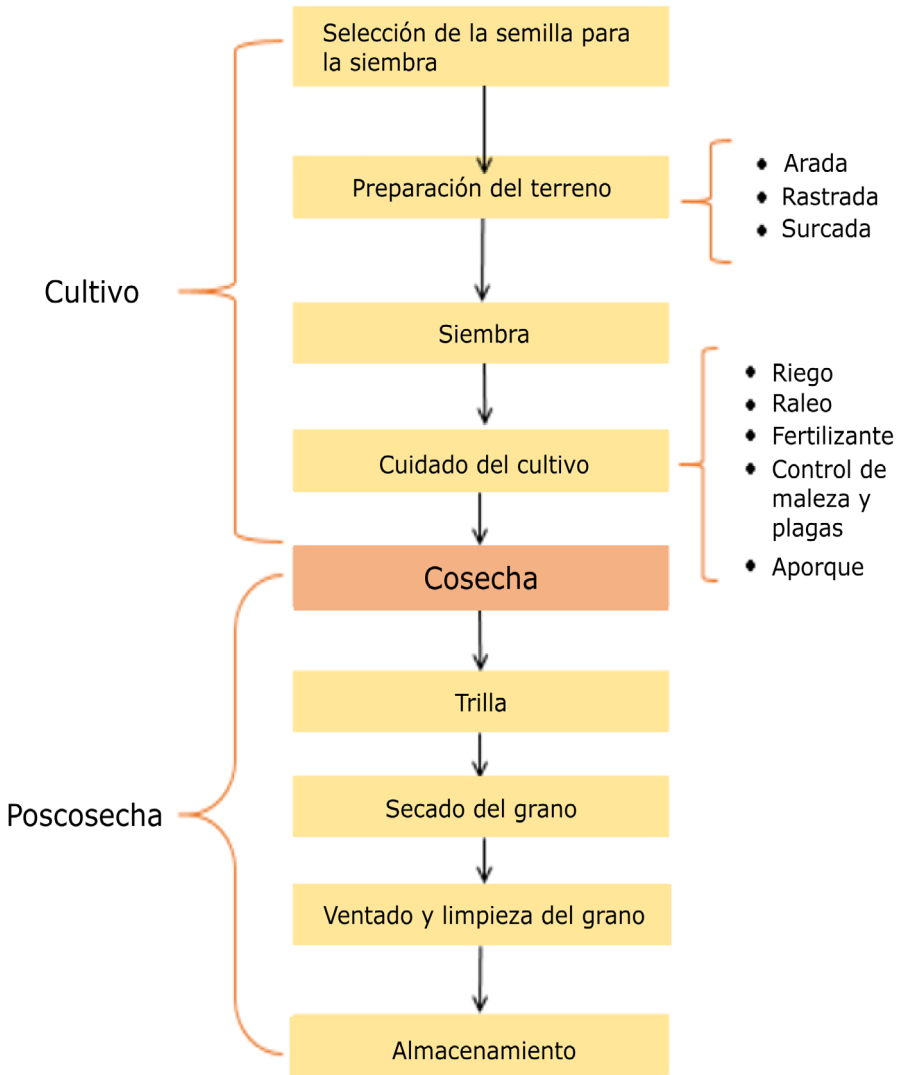 Selección de la semilla para
la siembra
Preparación del terreno
• Arada
• Rastrada
• Surcada
Cultivo
Siembra
Cuidado del cultivo
• Riego
• Raleo
• Fertilizante
• Control de
maleza y
plagas
• Aporque
Cosecha
Trilla
Poscosecha
Secado del grano
Ventado y limpieza del grano
Almacenamiento